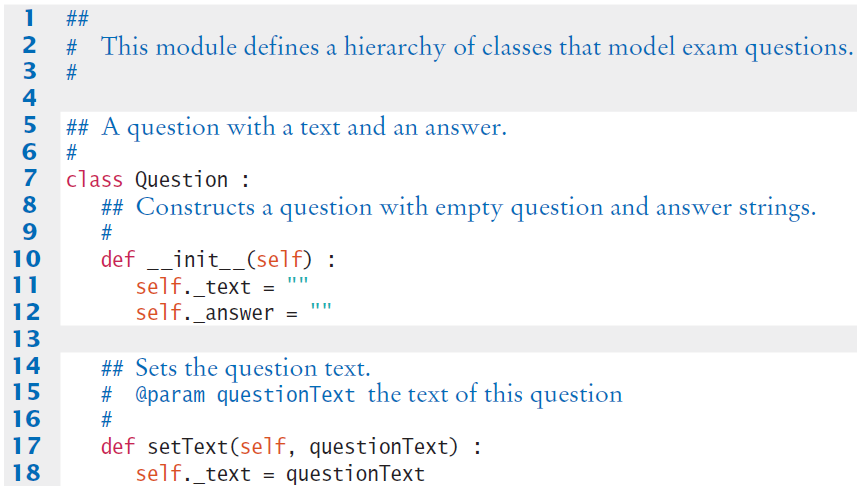 1 ##
2 # This module defines a hierarchy of classes that model exam questions.
3 #
4
5 ## A question with a text and an answer.
6 #
7 class Question :
8 ## Constructs a question with empty question and answer strings.
9 #
10 def __init__(self) :
11 self._text = ""
12 self._answer = ""
13
14 ## Sets the question text.
15 # @param questionText the text of this question
16 #
17 def setText(self, questionText) :
18 self._text = questionText